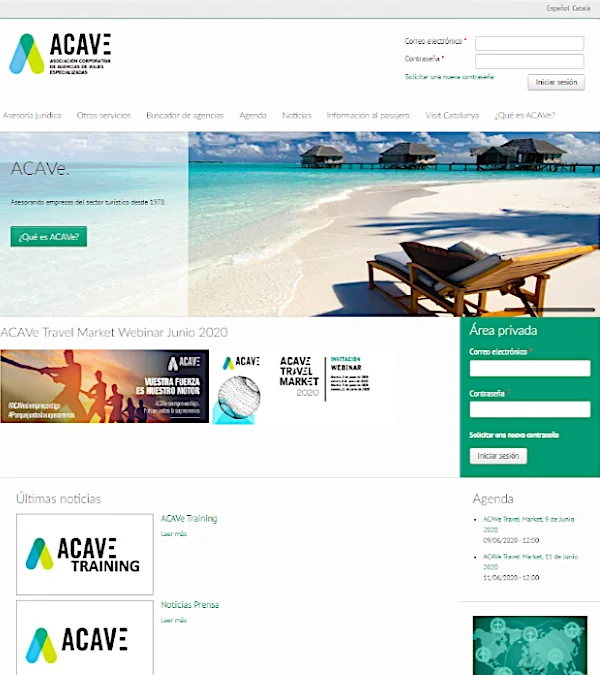 Español Català
ACAVE
ASOCIACIÓN CORPORATIVA
DE AGENCIAS DE VIAJES
ESPECIALIZADAS
Correo electrónico *
Contraseña *
Solicitar una nueva contraseña
Iniciar sesión
Asesoría jurídica Otros servicios Buscador de agencias Agenda Noticias Información al pasajero Visit Catalunya ¿Qué es ACAVe?
ACAVe.
Asesorando empresas del sector turístico desde 1978.
¿Qué es ACAVe?
ACAVe Travel Market Webinar Junio 2020
ACAVE
VUESTRA FUERZA
ES NUESTRO MOTOR
#ACAVesiemprecontigo
#Porquejuntoslosuperaremos
ACAVE
ACAVE
TRAVEL
MARKET
2020
INVITACIÓN
WEBINAR
Área privada
Correo electrónico *
Contraseña *
Solicitar una nueva contraseña
Iniciar sesión
Últimas noticias
ACAVE
TRAINING
ACAVe Training
Leer más
ACAVE
Noticias Prensa
Leer más
Agenda
ACAVe Travel Market, 9 de Junio
2020
09/06/2020 - 12:00
ACAVe Travel Market, 11 de Junio
2020
11/06/2020 - 12:00